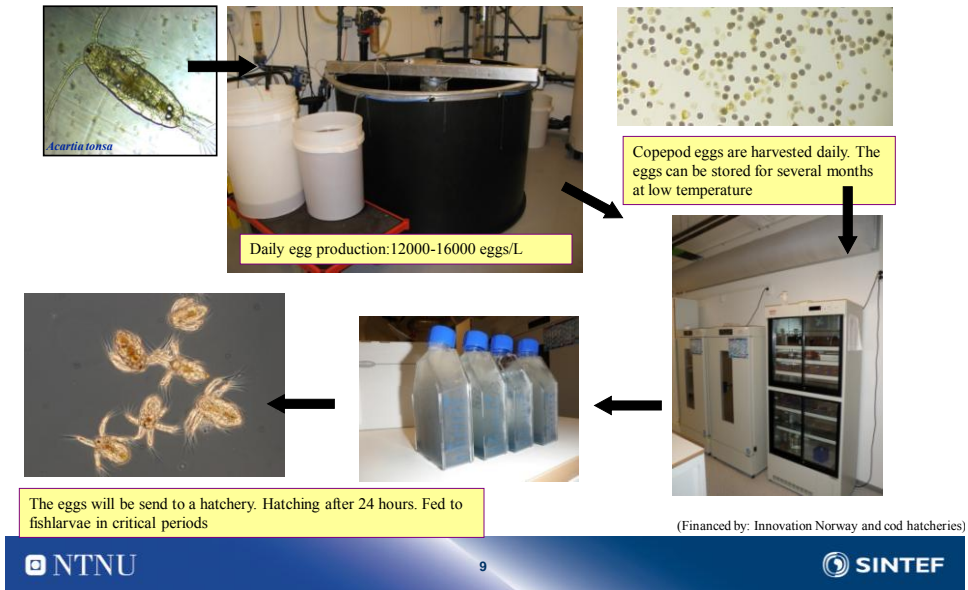 Acartia tonsa
Daily egg production:12000-16000 eggs/L
Copepod eggs are harvested daily. The
eggs can be stored for several months
at low temperature
The eggs will be send to a hatchery. Hatching after 24 hours. Fed to
fishlarvae in critical periods
(Financed by: Innovation Norway and cod hatcheries)
NTNU
9
SINTEF